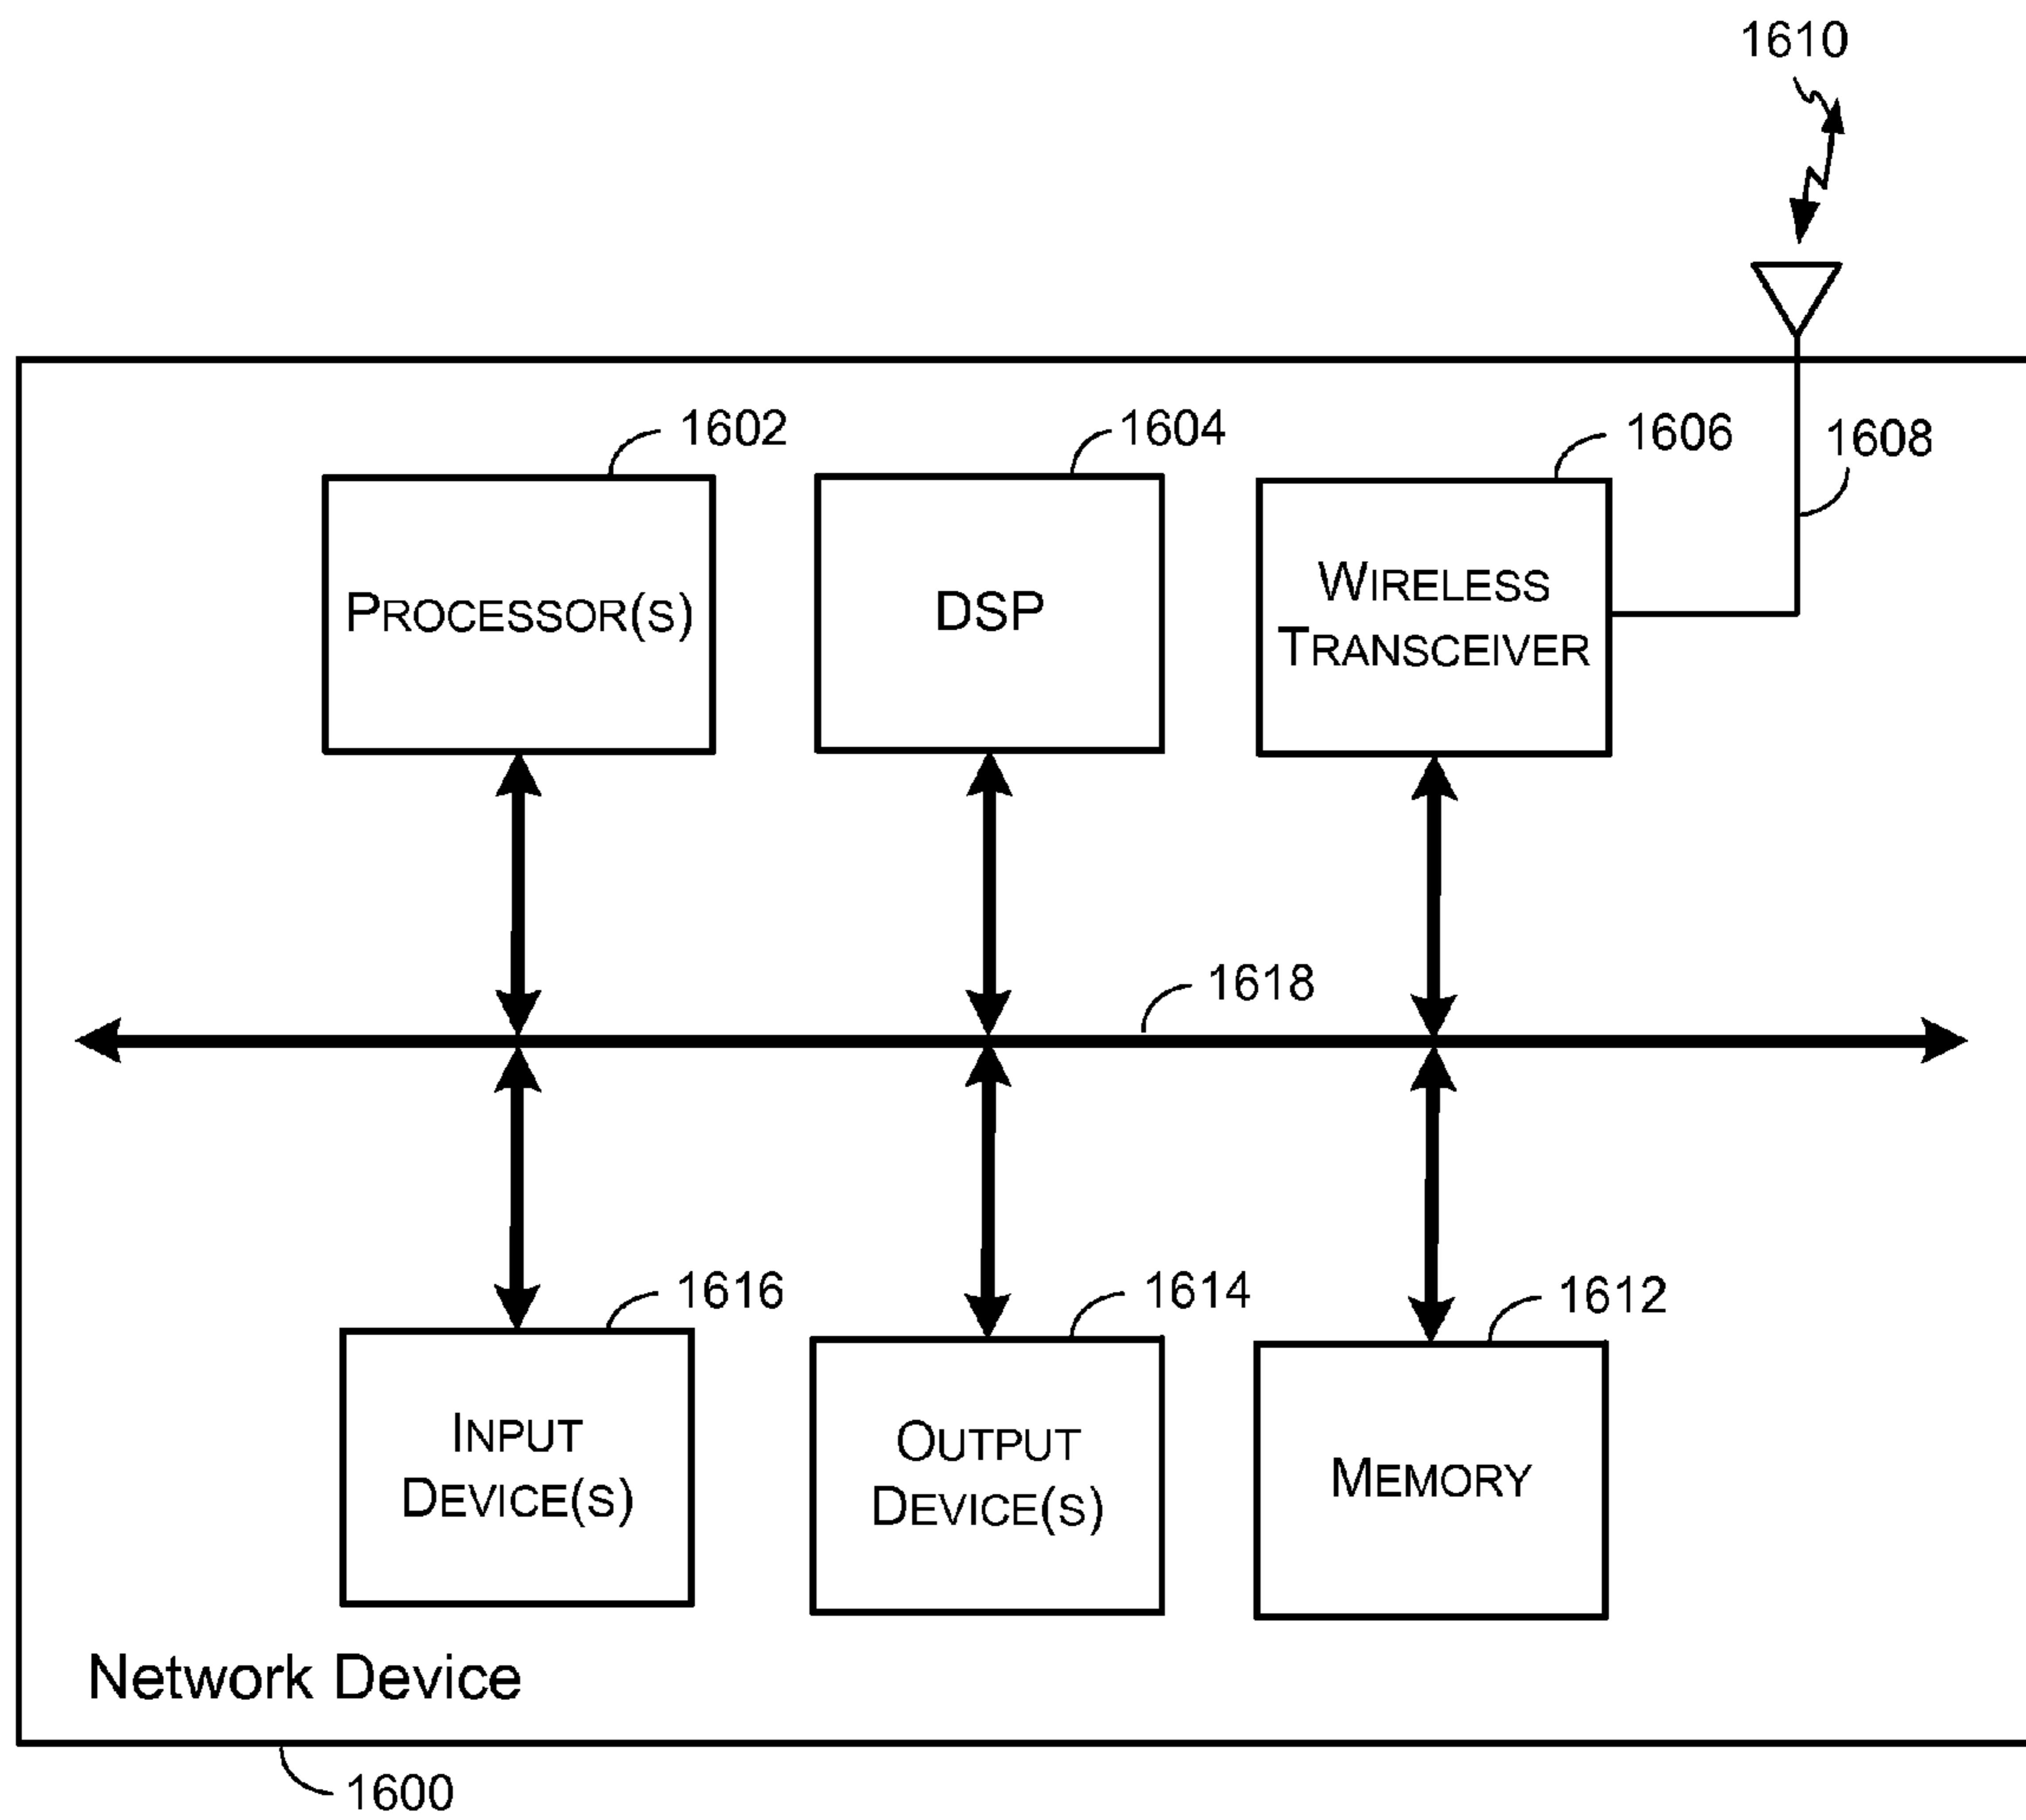 1610
1602
1604
1606
1608
PROCESSOR(S)
DSP
WIRELESS
TRANSCEIVER
1618
1616
1614
1612
INPUT
DEVICE(S)
OUTPUT
DEVICE(S)
MEMORY
Network Device
1600